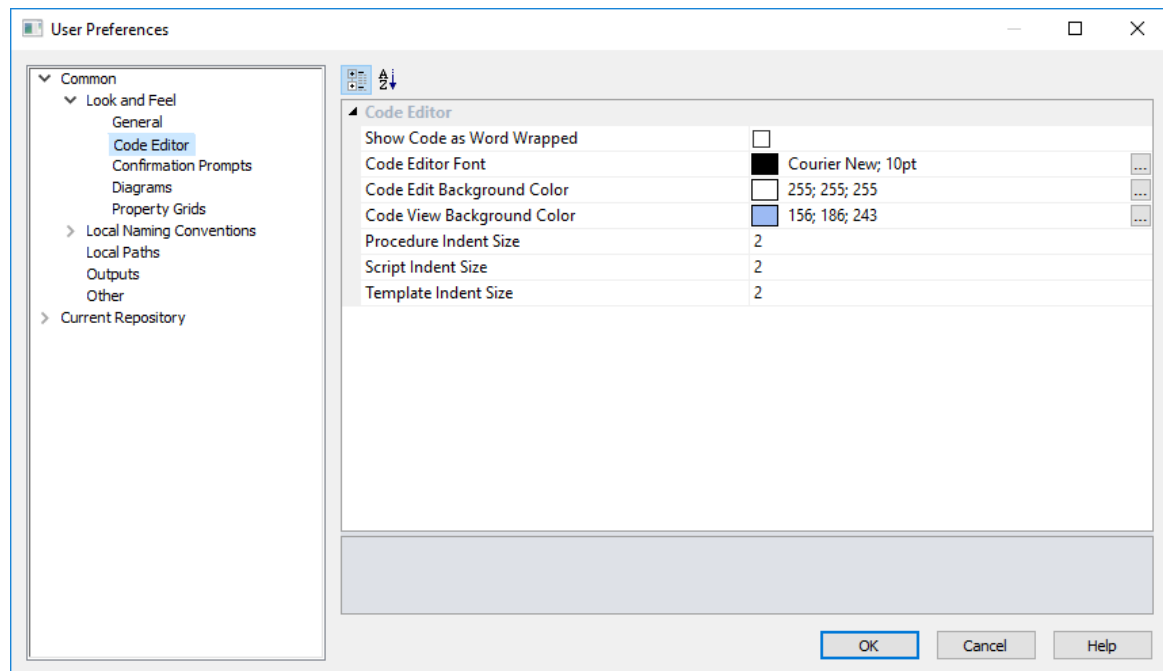 User Preferences
Common
Look and Feel
General
Code Editor
Confirmation Prompts
Diagrams
Property Grids
Local Naming Conventions
Local Paths
Outputs
Other
Current Repository
Code Editor
Show Code as Word Wrapped
Code Editor Font Courier New; 10pt ...
Code Edit Background Color 255; 255; 255 ...
Code View Background Color 156; 186; 243 ...
Procedure Indent Size 2
Script Indent Size 2
Template Indent Size 2
OK Cancel Help